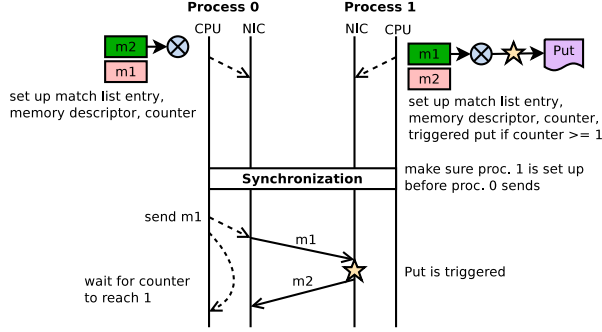 Process 0
Process 1
CPU
NIC
NIC
CPU
m2
m1
set up match list entry,
memory descriptor, counter
m1
Put
m2
set up match list entry,
memory descriptor, counter,
triggered put if counter >= 1
Synchronization
make sure proc. 1 is set up
before proc. 0 sends
send m1
m1
m2
Put is triggered
wait for counter
to reach 1